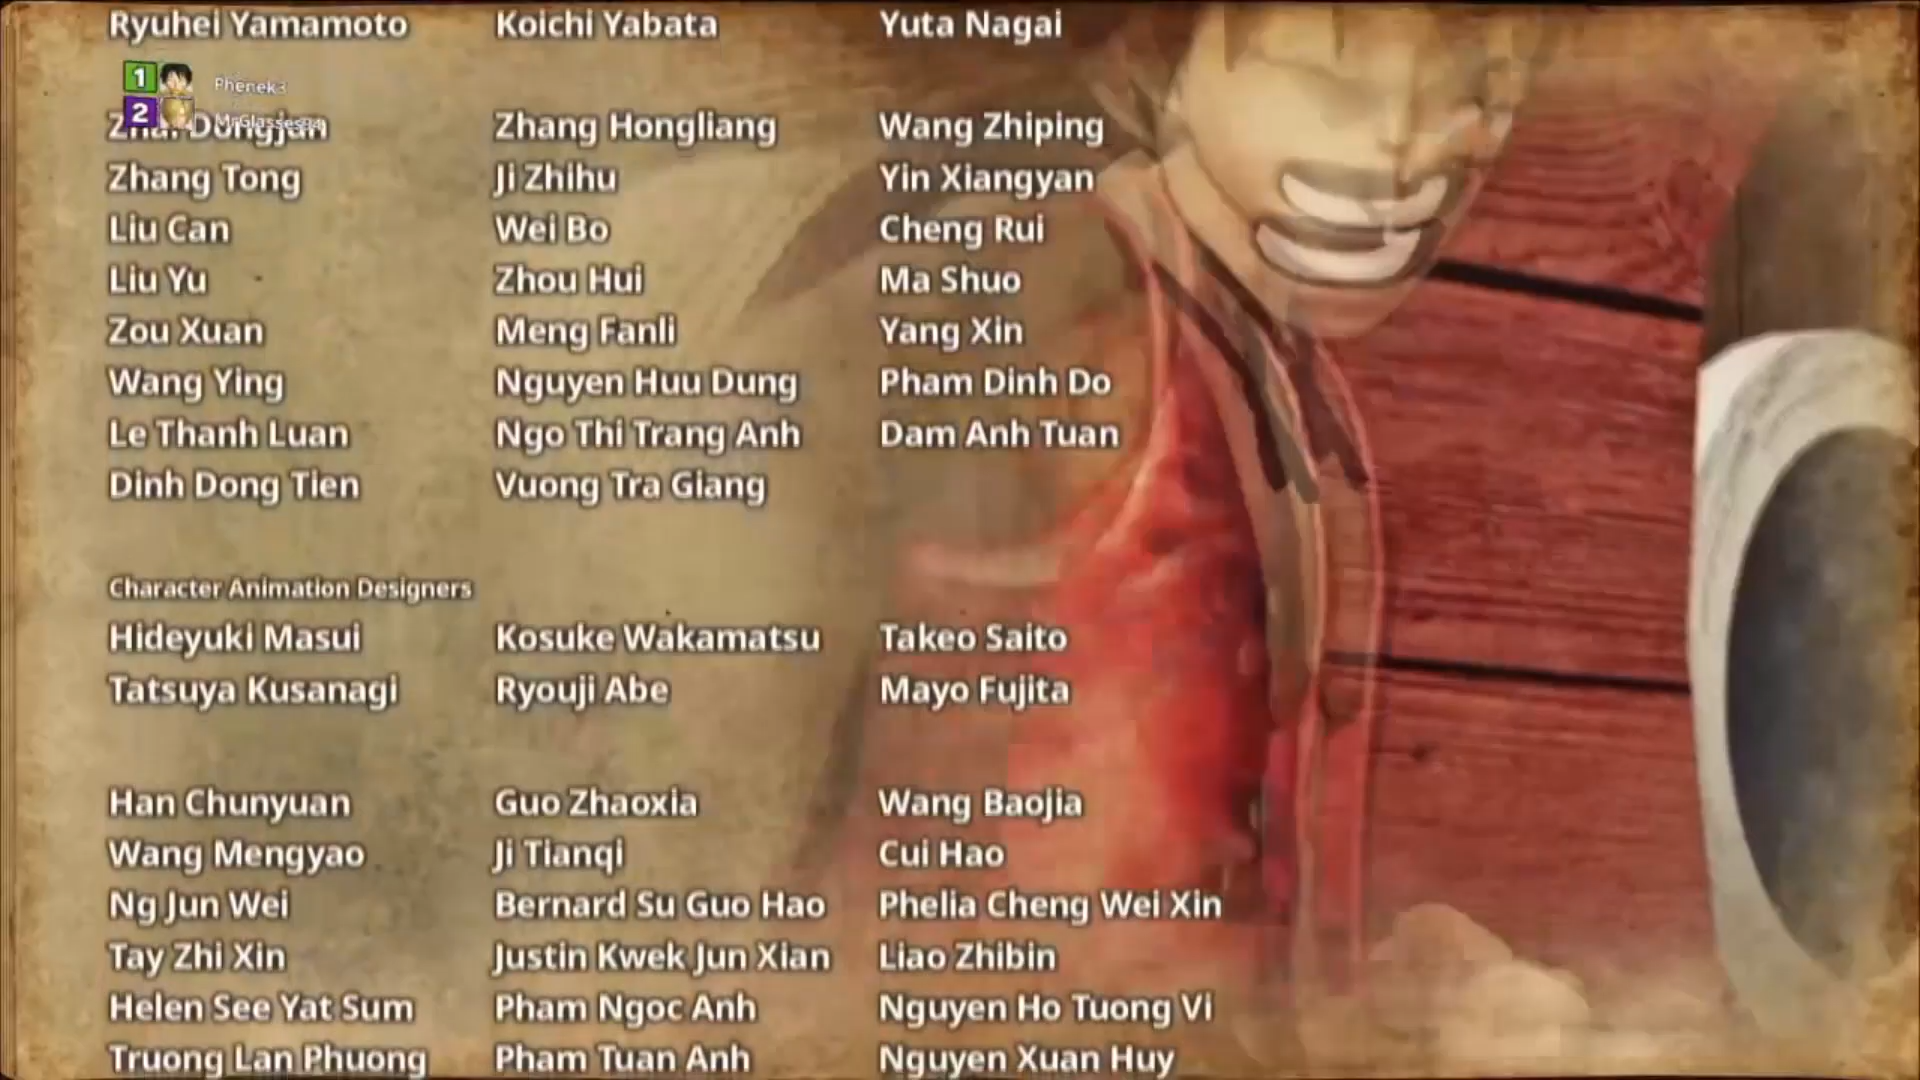 Ryuhei Yamamoto Koichi Yabata Yuta Nagai
1 Phenek3
2 MrGlasses94
Zhai Dongjun Zhang Hongliang Wang Zhiping
Zhang Tong Ji Zhihu Yin Xiangyan
Liu Can Wei Bo Cheng Rui
Liu Yu Zhou Hui Ma Shuo
Zou Xuan Meng Fanli Yang Xin
Wang Ying Nguyen Huu Dung Pham Dinh Do
Le Thanh Luan Ngo Thi Trang Anh Dam Anh Tuan
Dinh Dong Tien Vuong Tra Giang
Character Animation Designers
Hideyuki Masui Kosuke Wakamatsu Takeo Saito
Tatsuya Kusanagi Ryouji Abe Mayo Fujita
Han Chunyuan Guo Zhaoxia Wang Baojia
Wang Mengyao Ji Tianqi Cui Hao
Ng Jun Wei Bernard Su Guo Hao Phelia Cheng Wei Xin
Tay Zhi Xin Justin Kwek Jun Xian Liao Zhibin
Helen See Yat Sum Pham Ngoc Anh Nguyen Ho Tuong Vi
Truong Lan Phuong Pham Tuan Anh Nguyen Xuan Huy